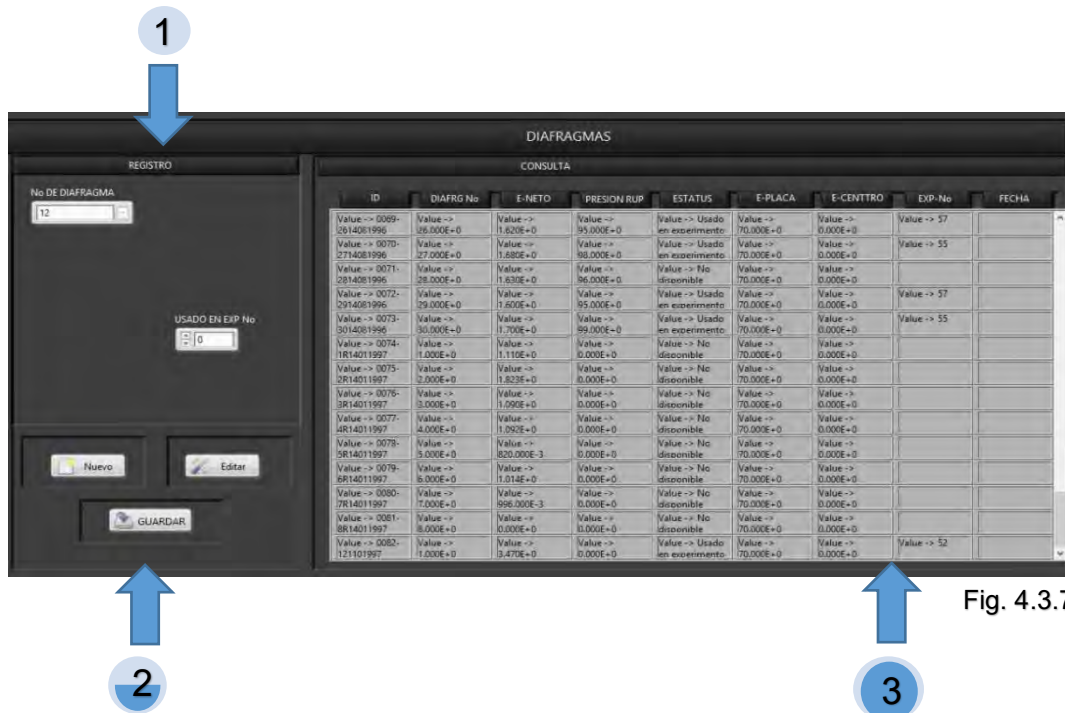 1
DIAFRAGMAS
REGISTRO
CONSULTA
No DE DIAFRAGMA
12
USADO EN EXP No
0
Nuevo
Editar
GUARDAR
ID DIAFRG No E-NETO PRESION RUP ESTATUS E-PLACA E-CENTTRO EXP-No FECHA
Value -> 0069- Value -> Value -> Value -> Value -> Usado Value -> Value -> Value -> 57
2614081996 26.000E+0 1.620E+0 95.000E+0 en experimento 70.000E+0 0.000E+0
Value -> 0070- Value -> Value -> Value -> Value -> Usado Value -> Value -> Value -> 55
2714081996 27.000E+0 1.680E+0 98.000E+0 en experimento 70.000E+0 0.000E+0
Value -> 0071- Value -> Value -> Value -> Value -> No Value -> Value ->
2814081996 28.000E+0 1.630E+0 96.000E+0 disponible 70.000E+0 0.000E+0
Value -> 0072- Value -> Value -> Value -> Value -> Usado Value -> Value -> Value -> 57
2914081996 29.000E+0 1.600E+0 95.000E+0 en experimento 70.000E+0 0.000E+0
Value -> 0073- Value -> Value -> Value -> Value -> Usado Value -> Value -> Value -> 55
3014081996 30.000E+0 1.700E+0 99.000E+0 en experimento 70.000E+0 0.000E+0
Value -> 0074- Value -> Value -> Value -> Value -> No Value -> Value ->
1R14011997 1.000E+0 1.110E+0 0.000E+0 disponible 70.000E+0 0.000E+0
Value -> 0075- Value -> Value -> Value -> Value -> No Value -> Value ->
2R14011997 2.000E+0 1.823E+0 0.000E+0 disponible 70.000E+0 0.000E+0
Value -> 0076- Value -> Value -> Value -> Value -> No Value -> Value ->
3R14011997 3.000E+0 1.090E+0 0.000E+0 disponible 70.000E+0 0.000E+0
Value -> 0077- Value -> Value -> Value -> Value -> No Value -> Value ->
4R14011997 4.000E+0 1.092E+0 0.000E+0 disponible 70.000E+0 0.000E+0
Value -> 0078- Value -> Value -> Value -> Value -> No Value -> Value ->
5R14011997 5.000E+0 820.000E-3 0.000E+0 disponible 70.000E+0 0.000E+0
Value -> 0079- Value -> Value -> Value -> Value -> No Value -> Value ->
6R14011997 6.000E+0 1.014E+0 0.000E+0 disponible 70.000E+0 0.000E+0
Value -> 0080- Value -> Value -> Value -> Value -> No Value -> Value ->
7R14011997 7.000E+0 996.000E-3 0.000E+0 disponible 70.000E+0 0.000E+0
Value -> 0081- Value -> Value -> Value -> Value -> No Value -> Value ->
8R14011997 8.000E+0 0.000E+0 0.000E+0 disponible 70.000E+0 0.000E+0
Value -> 0082- Value -> Value -> Value -> Value -> Usado Value -> Value -> Value -> 52
121101997 1.000E+0 3.470E+0 0.000E+0 en experimento 70.000E+0 0.000E+0
Fig. 4.3.7
2
3